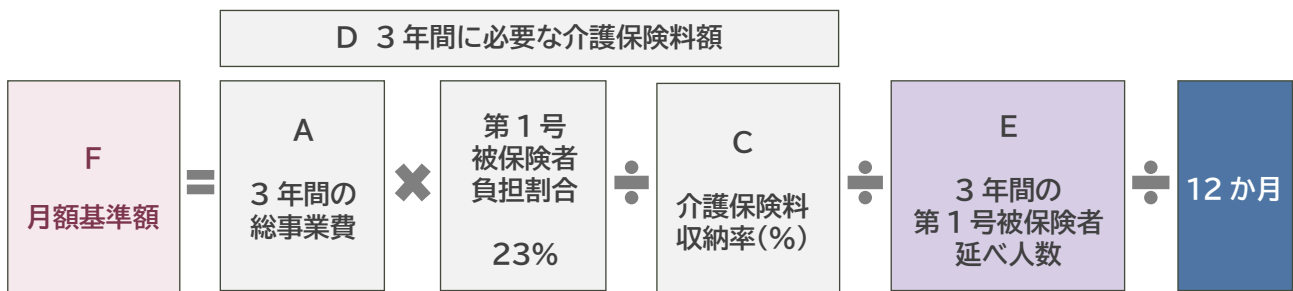 D 3年間に必要な介護保険料額
F
月額基準額
=
A
3年間の
総事業費
×
第1号
被保険者
負担割合
23%
÷
C
介護保険料
収納率(%)
÷
E
3年間の
第1号被保険者
延べ人数
÷
12か月